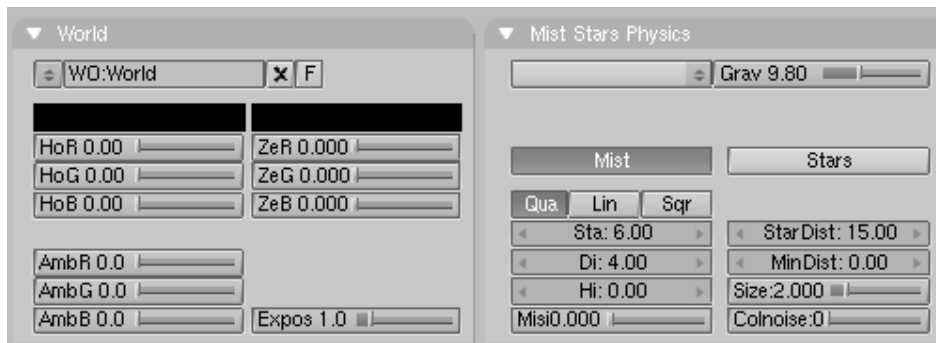 World
WO:World X F
HoR 0.00 ZeR 0.000
HoG 0.00 ZeG 0.000
HoB 0.00 ZeB 0.000
AmbR 0.0
AmbG 0.0
AmbB 0.0 Expos 1.0
Mist Stars Physics
Grav 9.80
Mist Stars
Qua Lin Sqr
Sta: 6.00 StarDist: 15.00
Di: 4.00 MinDist: 0.00
Hi: 0.00 Size:2.000
Misi0.000 Colnoise:0